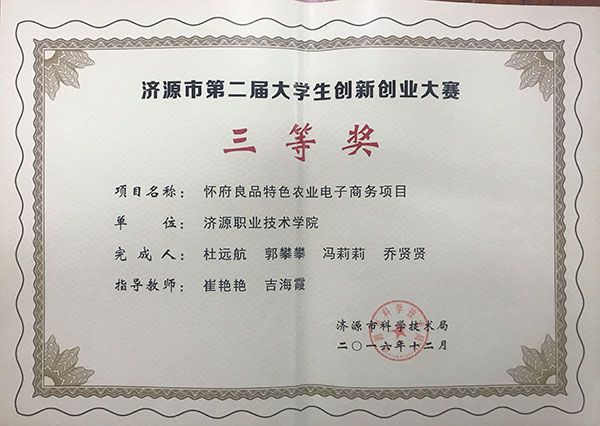 济源市第二届大学生创新创业大赛
三等奖
项目名称： 怀府良品特色农业电子商务项目
单 位： 济源职业技术学院
完成人： 杜远航 郭攀攀 冯莉莉 乔贤贤
指导教师： 崔艳艳 吉海霞
济源市科学技术局
二〇一六年十二月